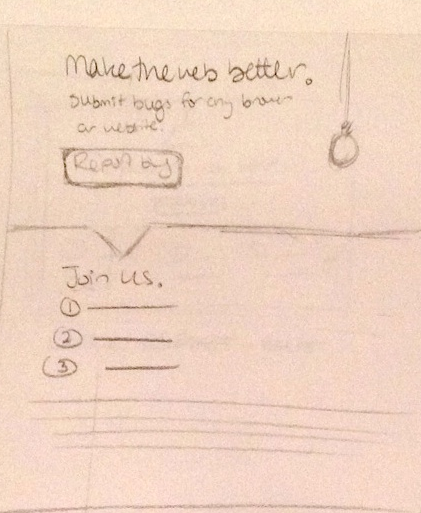 Make the web better.
Submit bugs for any browser
or website.
Report bug
Join us.
1
2
3